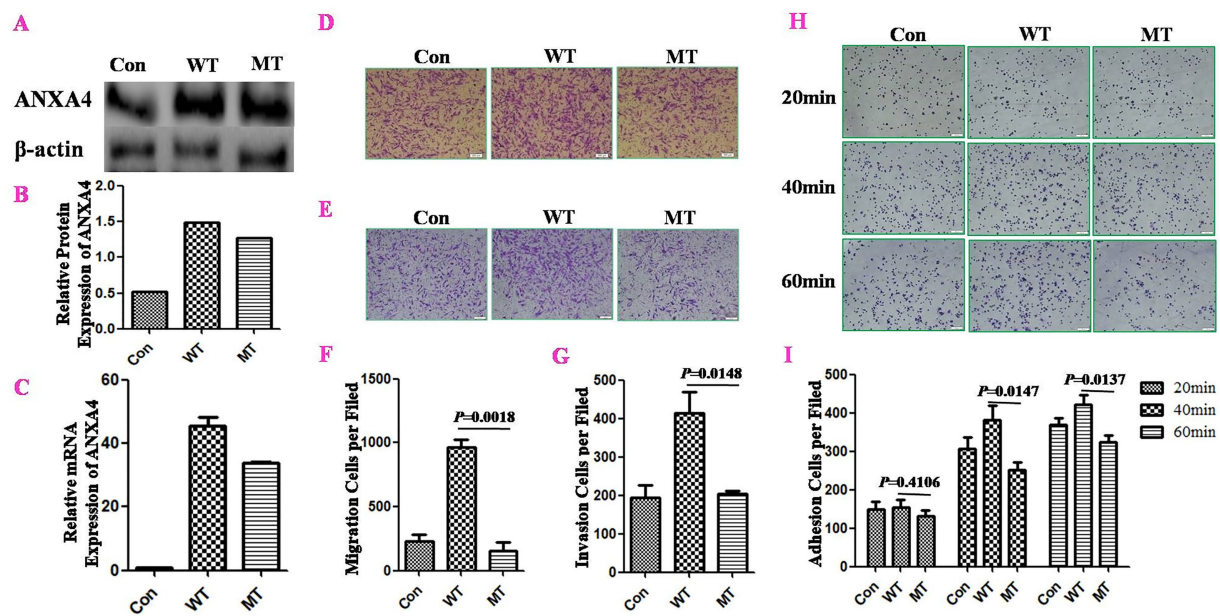 A
Con WT MT
ANXA4
β-actin
B
Relative Protein
Expression of ANXA4
2.0
1.5
1.0
0.5
0.0
Con WT MT
C
Relative mRNA
Expression of ANXA4
60
40
20
0
Con WT MT
D
Con WT MT
E
Con WT MT
F
Migration Cells per Filed
1500
1000
500
0
P=0.0018
Con WT MT
G
Invasion Cells per Filed
500
400
300
200
100
0
P=0.0148
Con WT MT
H
Con WT MT
20min
40min
60min
I
Adhesion Cells per Filed
500
400
300
200
100
0
P=0.4106
P=0.0147
P=0.0137
Con WT MT Con WT MT Con WT MT
20min
40min
60min